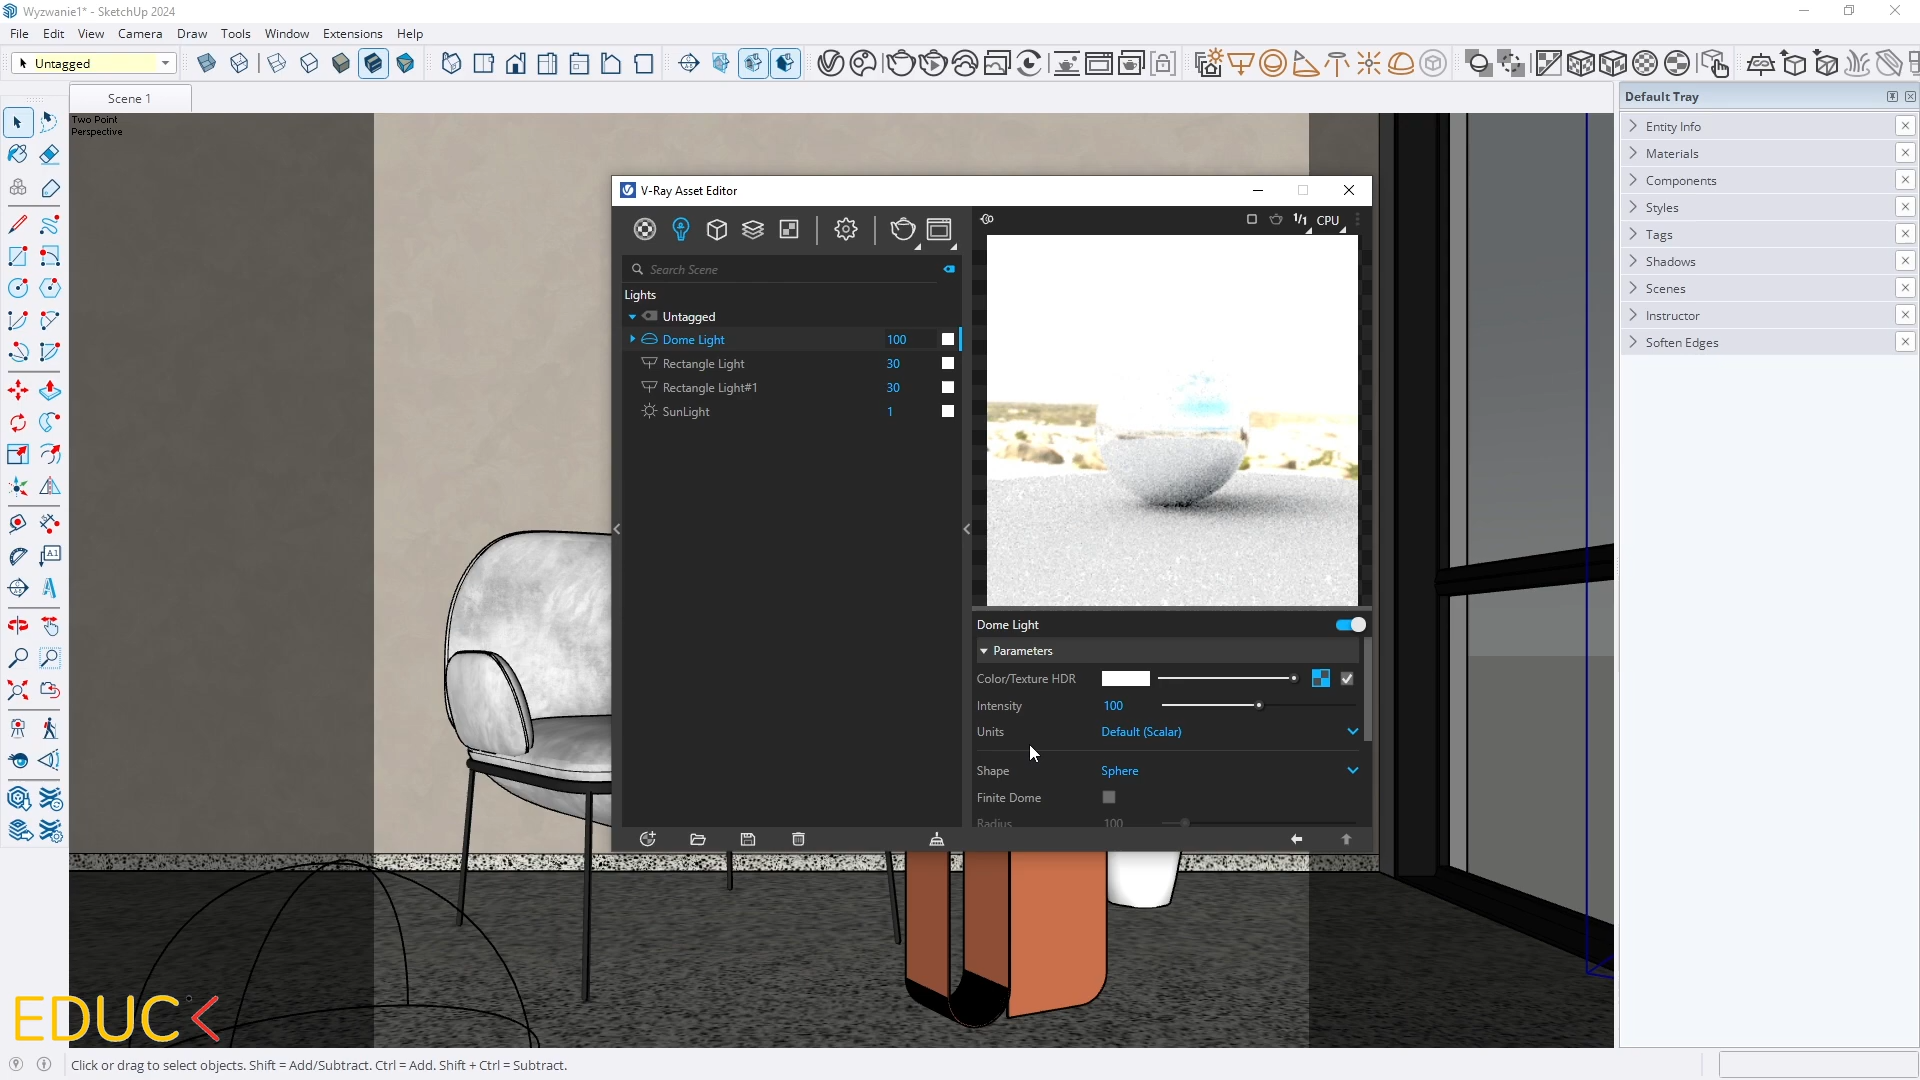 Wyzwanie1* - SketchUp 2024
File Edit View Camera Draw Tools Window Extensions Help
Untagged
Scene 1
Two Point
Perspective
Default Tray
Entity Info
Materials
Components
Styles
Tags
Shadows
Scenes
Instructor
Soften Edges
V-Ray Asset Editor
1/1 CPU
Search Scene
Lights
Untagged
Dome Light 100
Rectangle Light 30
Rectangle Light#1 30
SunLight 1
Dome Light
Parameters
Color/Texture HDR
Intensity 100
Units Default (Scalar)
Shape Sphere
Finite Dome
Radius 100
EDUC
Click or drag to select objects. Shift = Add/Subtract. Ctrl = Add. Shift + Ctrl = Subtract.